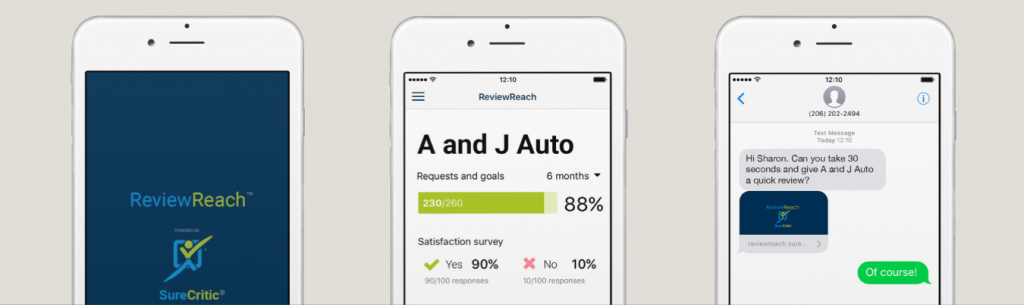 ReviewReach™
POWERED BY
SureCritic®
12:10
ReviewReach
A and J Auto
Requests and goals 6 months
230/260 88%
Satisfaction survey
Yes 90% No 10%
90/100 responses 10/100 responses
12:10
(206) 202-2494
Text Message
Today 12:10
Hi Sharon. Can you take 30
seconds and give A and J Auto
a quick review?
ReviewReach
SureCritic
reviewreach.sure...
Of course!